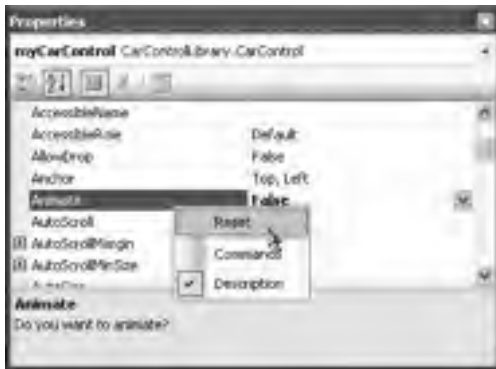 Properties
myCarControl CarControlLibrary.CarControl
AccessibleName
AccessibleRole Default
AllowDrop False
Anchor Top, Left
Animate False
AutoScroll
AutoScrollMargin
AutoScrollMinSize
AutoSize
Reset
Commands
Description
Animate
Do you want to animate?